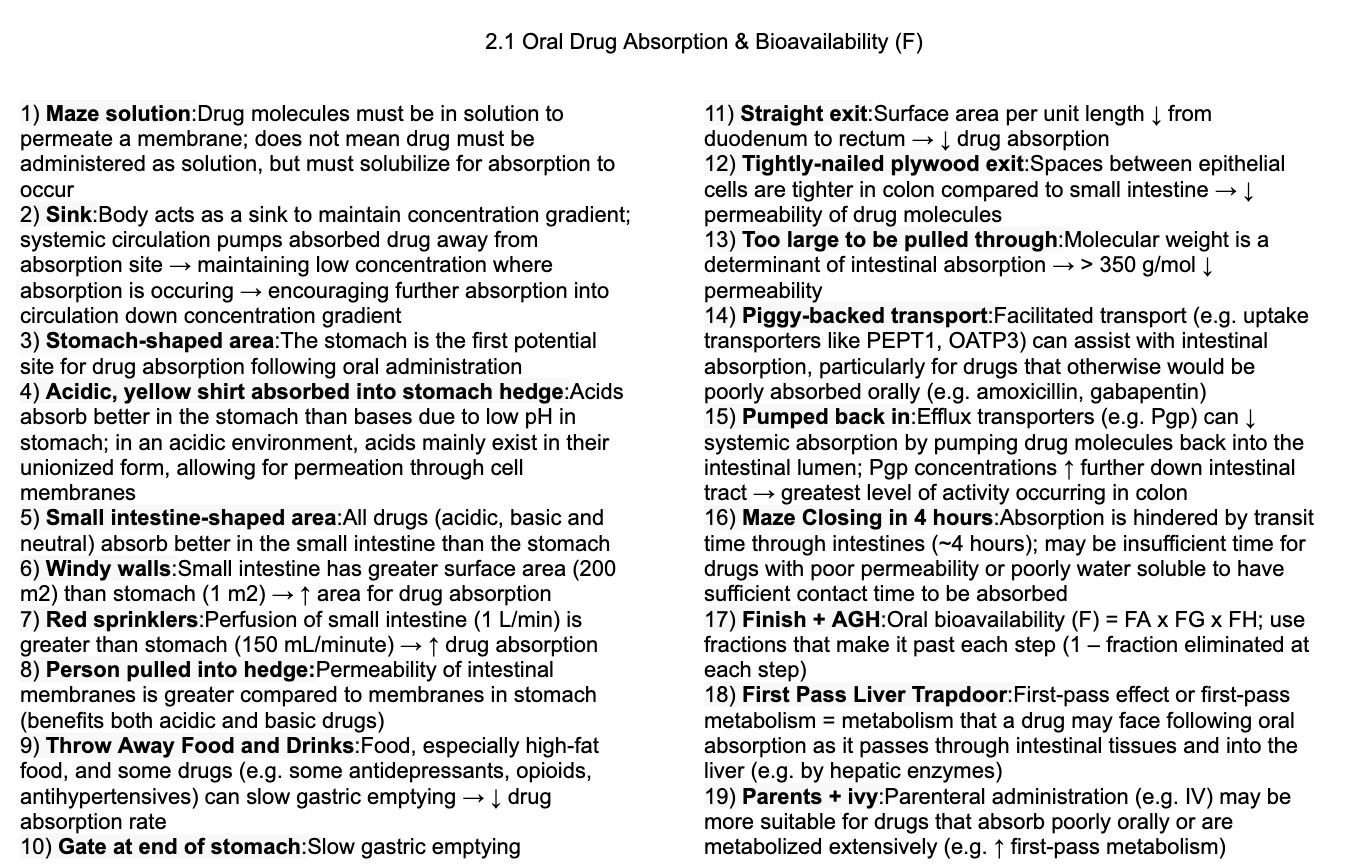 2.1 Oral Drug Absorption & Bioavailability (F)
1) Maze solution:Drug molecules must be in solution to
permeate a membrane; does not mean drug must be
administered as solution, but must solubilize for absorption to
occur
2) Sink:Body acts as a sink to maintain concentration gradient;
systemic circulation pumps absorbed drug away from
absorption site → maintaining low concentration where
absorption is occuring → encouraging further absorption into
circulation down concentration gradient
3) Stomach-shaped area:The stomach is the first potential
site for drug absorption following oral administration
4) Acidic, yellow shirt absorbed into stomach hedge:Acids
absorb better in the stomach than bases due to low pH in
stomach; in an acidic environment, acids mainly exist in their
unionized form, allowing for permeation through cell
membranes
5) Small intestine-shaped area:All drugs (acidic, basic and
neutral) absorb better in the small intestine than the stomach
6) Windy walls:Small intestine has greater surface area (200
m2) than stomach (1 m2) → ↑ area for drug absorption
7) Red sprinklers:Perfusion of small intestine (1 L/min) is
greater than stomach (150 mL/minute) → ↑ drug absorption
8) Person pulled into hedge:Permeability of intestinal
membranes is greater compared to membranes in stomach
(benefits both acidic and basic drugs)
9) Throw Away Food and Drinks:Food, especially high-fat
food, and some drugs (e.g. some antidepressants, opioids,
antihypertensives) can slow gastric emptying → ↓ drug
absorption rate
10) Gate at end of stomach:Slow gastric emptying
11) Straight exit:Surface area per unit length ↓ from
duodenum to rectum → ↓ drug absorption
12) Tightly-nailed plywood exit:Spaces between epithelial
cells are tighter in colon compared to small intestine → ↓
permeability of drug molecules
13) Too large to be pulled through:Molecular weight is a
determinant of intestinal absorption → > 350 g/mol ↓
permeability
14) Piggy-backed transport:Facilitated transport (e.g. uptake
transporters like PEPT1, OATP3) can assist with intestinal
absorption, particularly for drugs that otherwise would be
poorly absorbed orally (e.g. amoxicillin, gabapentin)
15) Pumped back in:Efflux transporters (e.g. Pgp) can ↓
systemic absorption by pumping drug molecules back into the
intestinal lumen; Pgp concentrations ↑ further down intestinal
tract → greatest level of activity occurring in colon
16) Maze Closing in 4 hours:Absorption is hindered by transit
time through intestines (~4 hours); may be insufficient time for
drugs with poor permeability or poorly water soluble to have
sufficient contact time to be absorbed
17) Finish + AGH:Oral bioavailability (F) = FA x FG x FH; use
fractions that make it past each step (1 – fraction eliminated at
each step)
18) First Pass Liver Trapdoor:First-pass effect or first-pass
metabolism = metabolism that a drug may face following oral
absorption as it passes through intestinal tissues and into the
liver (e.g. by hepatic enzymes)
19) Parents + ivy:Parenteral administration (e.g. IV) may be
more suitable for drugs that absorb poorly orally or are
metabolized extensively (e.g. ↑ first-pass metabolism)